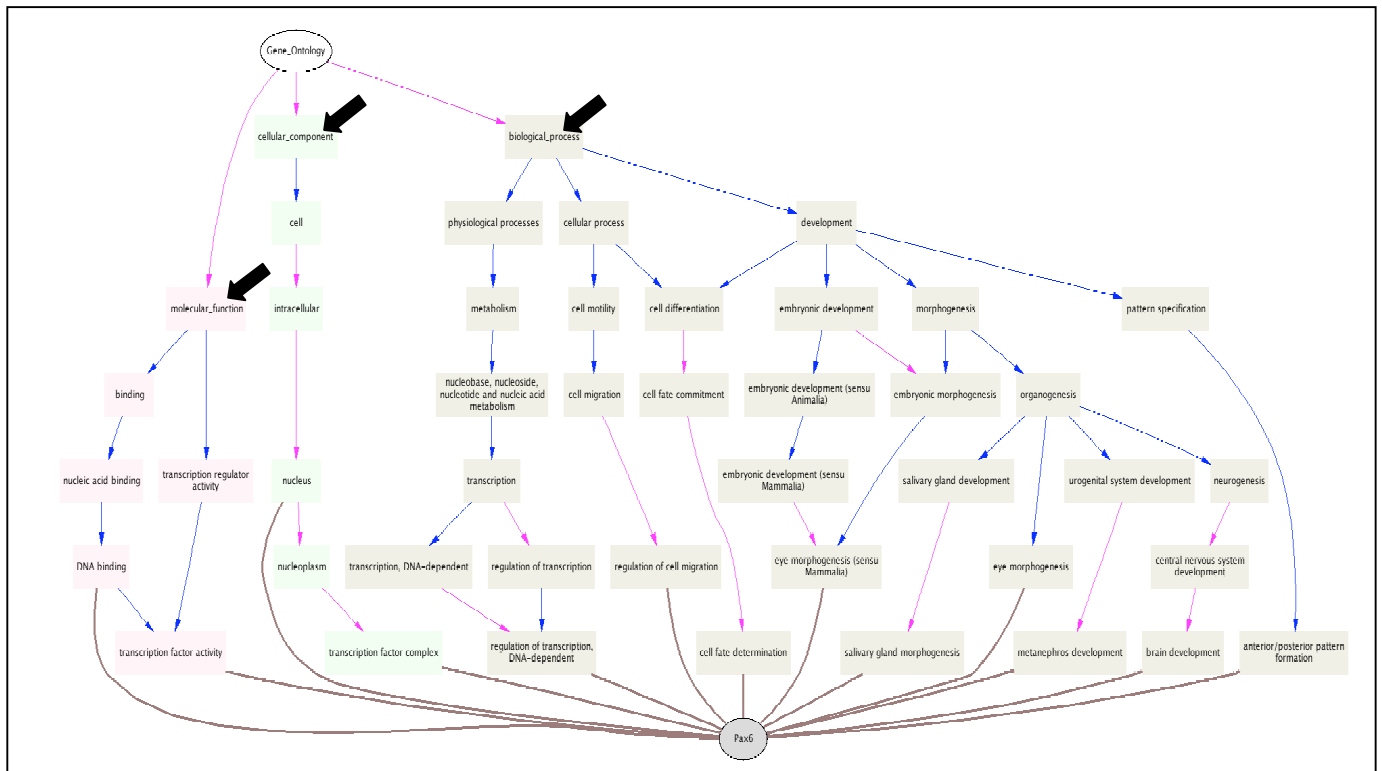 Gene_Ontology
cellular_component
biological_process
cell
physiological processes
cellular process
development
molecular_function
intracellular
metabolism
cell motility
cell differentiation
embryonic development
morphogenesis
pattern specification
binding
nucleobase, nucleoside,
nucleotide and nucleic acid
metabolism
cell migration
cell fate commitment
embryonic development (sensu
Animalia)
embryonic morphogenesis
organogenesis
nucleic acid binding
transcription regulator
activity
nucleus
transcription
embryonic development (sensu
Mammalia)
salivary gland development
urogenital system development
neurogenesis
DNA binding
nucleoplasm
transcription, DNA-dependent
regulation of transcription
regulation of cell migration
eye morphogenesis (sensu
Mammalia)
eye morphogenesis
central nervous system
development
transcription factor activity
transcription factor complex
regulation of transcription,
DNA-dependent
cell fate determination
salivary gland morphogenesis
metanephros development
brain development
anterior/posterior pattern
formation
Pax6